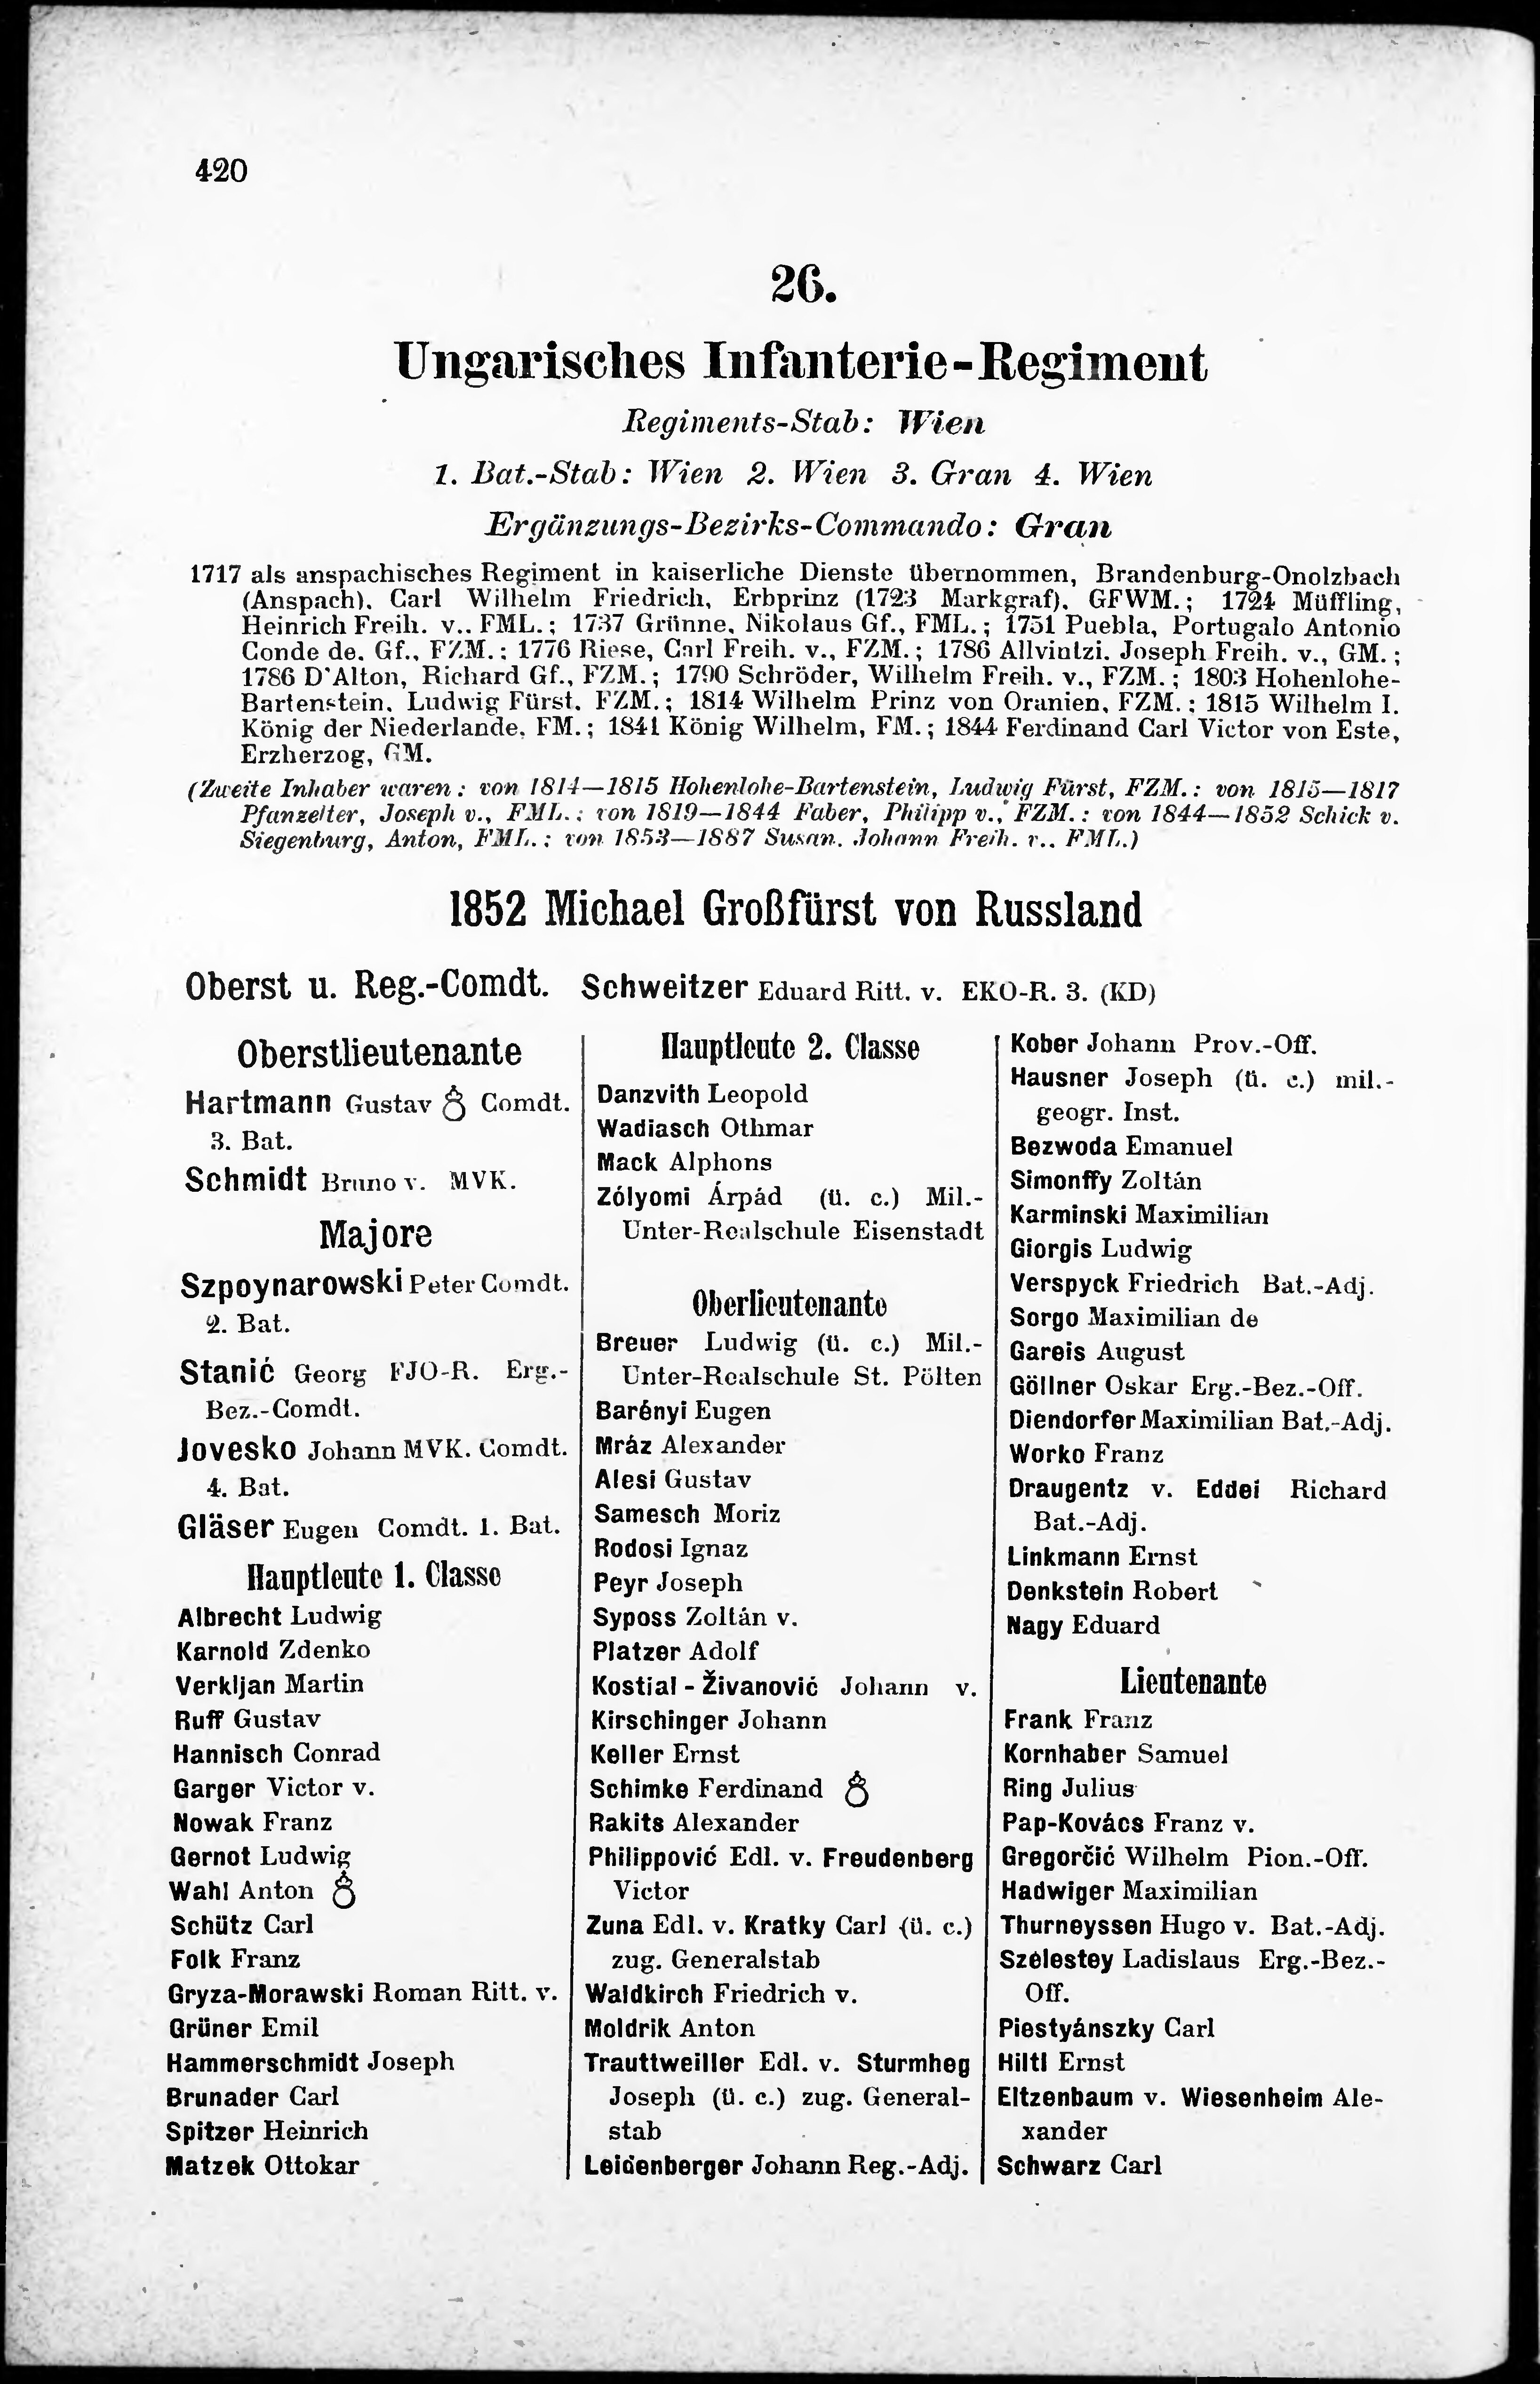 420
26.
Ungarisches Infanterie-Regiment
Regiments-Stab: Wien
1. Bat.-Stab: Wien 2. Wien 3. Gran 4. Wien
Ergänzungs-Bezirks-Commando: Gran
1717 als anspachisches Regiment in kaiserliche Dienste übernommen, Brandenburg-Onolzbach
(Anspach). Carl Wilhelm Friedrich, Erbprinz (1723 Markgraf), GFWM.; 1724 Müffling,
Heinrich Freih. v., FML.; 1737 Grünne, Nikolaus Gf., FML.; 1751 Puebla, Portugalo Antonio
Conde de, Gf., FZM.; 1776 Riese, Carl Freih. v., FZM.; 1786 Allvintzi, Joseph Freih. v., GM.;
1786 D'Alton, Richard Gf., FZM.; 1790 Schröder, Wilhelm Freih. v., FZM.; 1803 Hohenlohe-
Bartenstein, Ludwig Fürst, FZM.; 1814 Wilhelm Prinz von Oranien, FZM.; 1815 Wilhelm I.
König der Niederlande, FM.; 1841 König Wilhelm, FM.; 1844 Ferdinand Carl Victor von Este,
Erzherzog, GM.
(Zweite Inhaber waren: von 1814—1815 Hohenlohe-Bartenstein, Ludwig Fürst, FZM.: von 1815—1817
Pfanzelter, Joseph v., FML.: von 1819—1844 Faber, Philipp v., FZM.: von 1844—1852 Schick v.
Siegenburg, Anton, FML.: von 1853—1887 Susan, Johann Freih. v., FML.)
1852 Michael Großfürst von Russland
Oberst u. Reg.-Comdt. Schweitzer Eduard Ritt. v. EKO-R. 3. (KD)
Oberstlieutenante
Hartmann Gustav Comdt.
3. Bat.
Schmidt Bruno v. MVK.
Majore
Szpoynarowski Peter Comdt.
2. Bat.
Stanić Georg FJO-R. Erg.-
Bez.-Comdt.
Jovesko Johann MVK. Comdt.
4. Bat.
Gläser Eugen Comdt. 1. Bat.
Hauptleute 1. Classe
Albrecht Ludwig
Karnold Zdenko
Verkljan Martin
Ruff Gustav
Hannisch Conrad
Garger Victor v.
Nowak Franz
Gernot Ludwig
Wahl Anton
Schütz Carl
Folk Franz
Gryza-Morawski Roman Ritt. v.
Grüner Emil
Hammerschmidt Joseph
Brunader Carl
Spitzer Heinrich
Matzek Ottokar
Hauptleute 2. Classe
Danzvith Leopold
Wadiasch Othmar
Mack Alphons
Zólyomi Árpád (ü. c.) Mil.-
Unter-Realschule Eisenstadt
Oberlieutenante
Breuer Ludwig (ü. c.) Mil.-
Unter-Realschule St. Pölten
Barényi Eugen
Mráz Alexander
Alesi Gustav
Samesch Moriz
Rodosi Ignaz
Peyr Joseph
Syposs Zoltán v.
Platzer Adolf
Kostial-Živanović Johann v.
Kirschinger Johann
Keller Ernst
Schimke Ferdinand
Rakits Alexander
Philippović Edl. v. Freudenberg
Victor
Zuna Edl. v. Kratky Carl (ü. c.)
zug. Generalstab
Waldkirch Friedrich v.
Moldrik Anton
Trauttweiller Edl. v. Sturmheg
Joseph (ü. c.) zug. General-
stab
Leidenberger Johann Reg.-Adj.
Kober Johann Prov.-Off.
Hausner Joseph (ü. c.) mil.-
geogr. Inst.
Bezwoda Emanuel
Simonffy Zoltán
Karminski Maximilian
Giorgis Ludwig
Verspyck Friedrich Bat.-Adj.
Sorgo Maximilian de
Gareis August
Göllner Oskar Erg.-Bez.-Off.
Diendorfer Maximilian Bat.-Adj.
Worko Franz
Draugentz v. Eddei Richard
Bat.-Adj.
Linkmann Ernst
Denkstein Robert
Nagy Eduard
Lieutenante
Frank Franz
Kornhaber Samuel
Ring Julius
Pap-Kovács Franz v.
Gregorčić Wilhelm Pion.-Off.
Hadwiger Maximilian
Thurneyssen Hugo v. Bat.-Adj.
Szelestey Ladislaus Erg.-Bez.-
Off.
Piestyánszky Carl
Hiltl Ernst
Eltzenbaum v. Wiesenheim Ale-
xander
Schwarz Carl